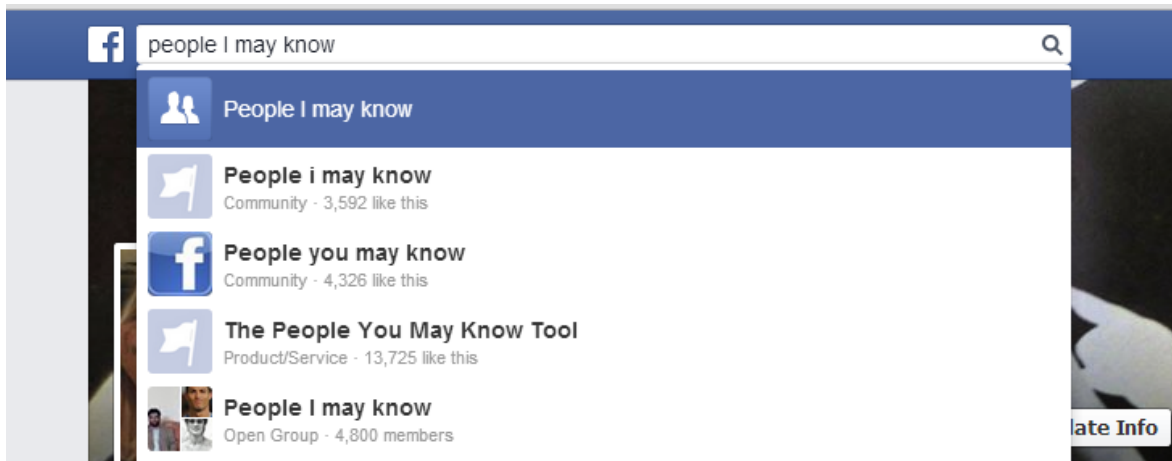 people I may know
People I may know
People i may know
Community · 3,592 like this
People you may know
Community · 4,326 like this
The People You May Know Tool
Product/Service · 13,725 like this
People I may know
Open Group · 4,800 members
late Info